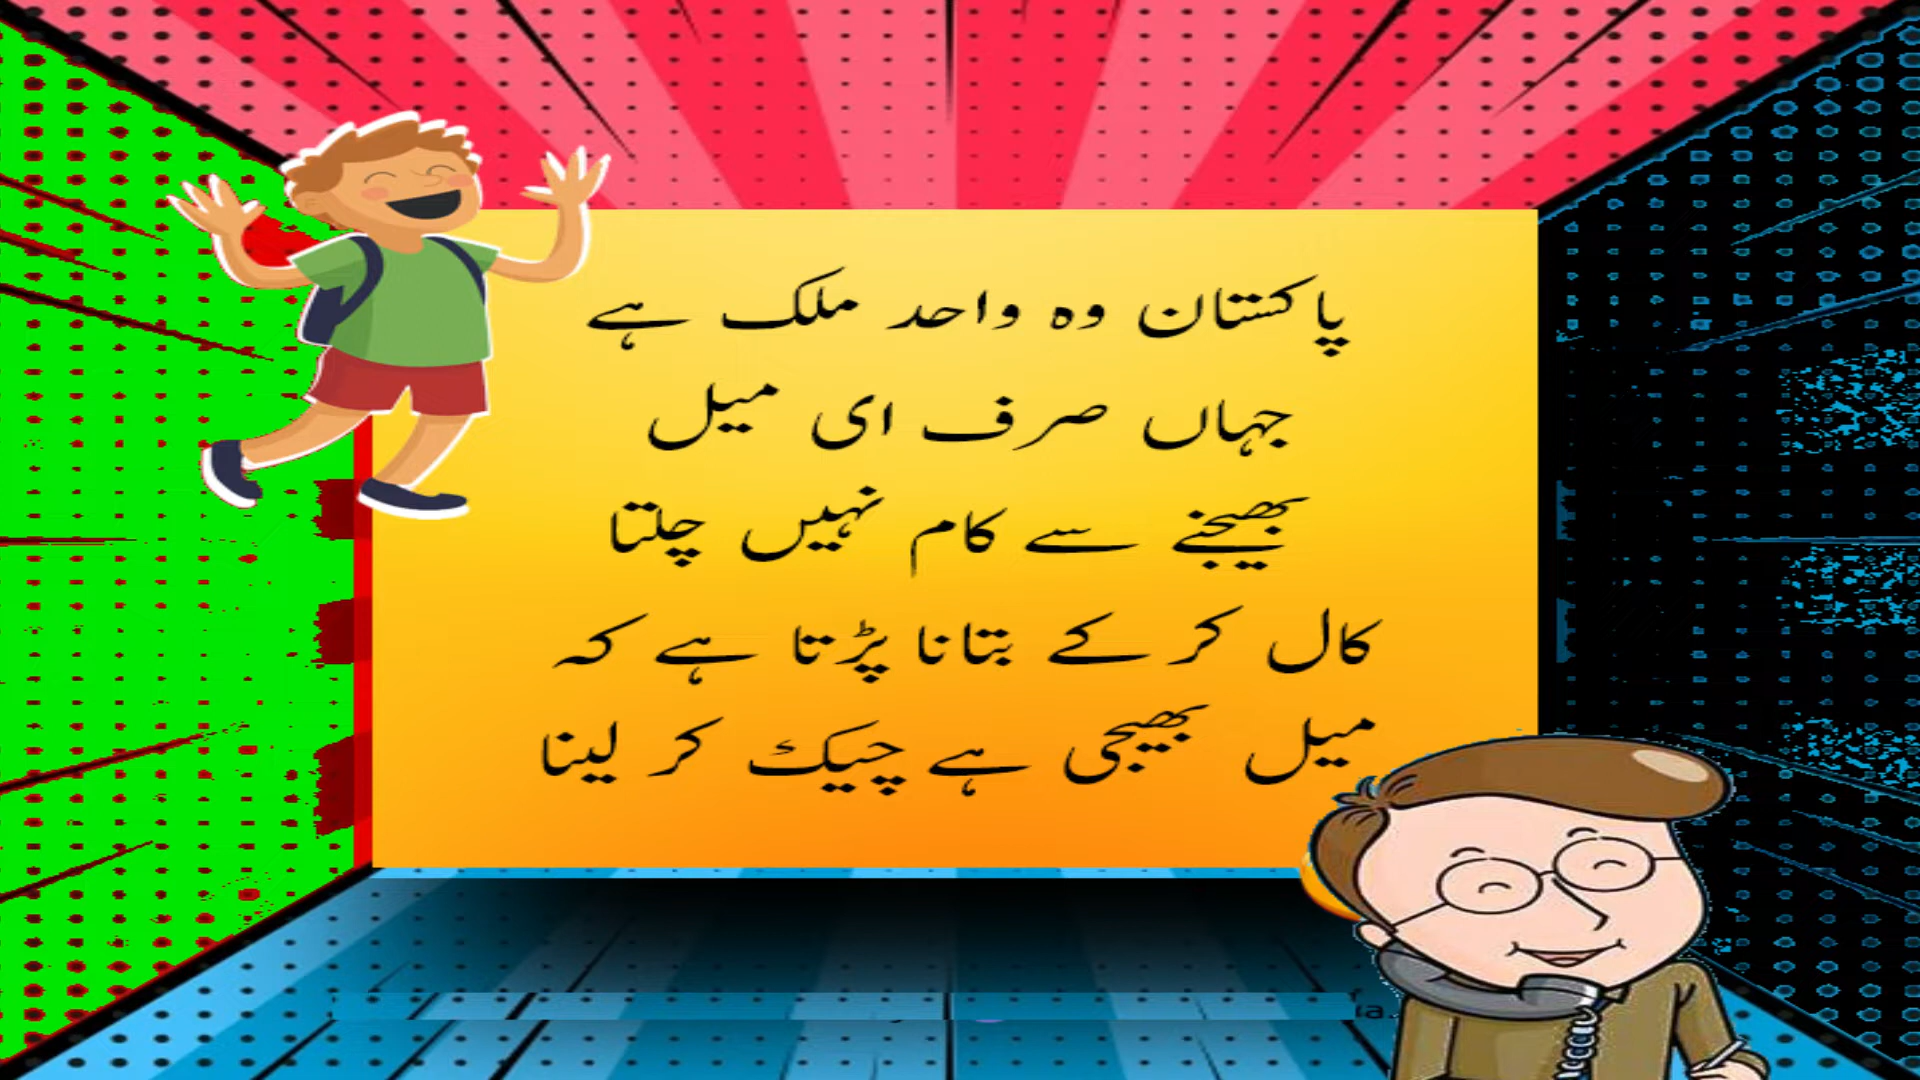 پاکستان وہ واحد ملک ہے
جہاں صرف ای میل
بھیجنے سے کام نہیں چلتا
کال کر کے بتانا پڑتا ہے کہ
میل بھیجی ہے چیک کر لینا